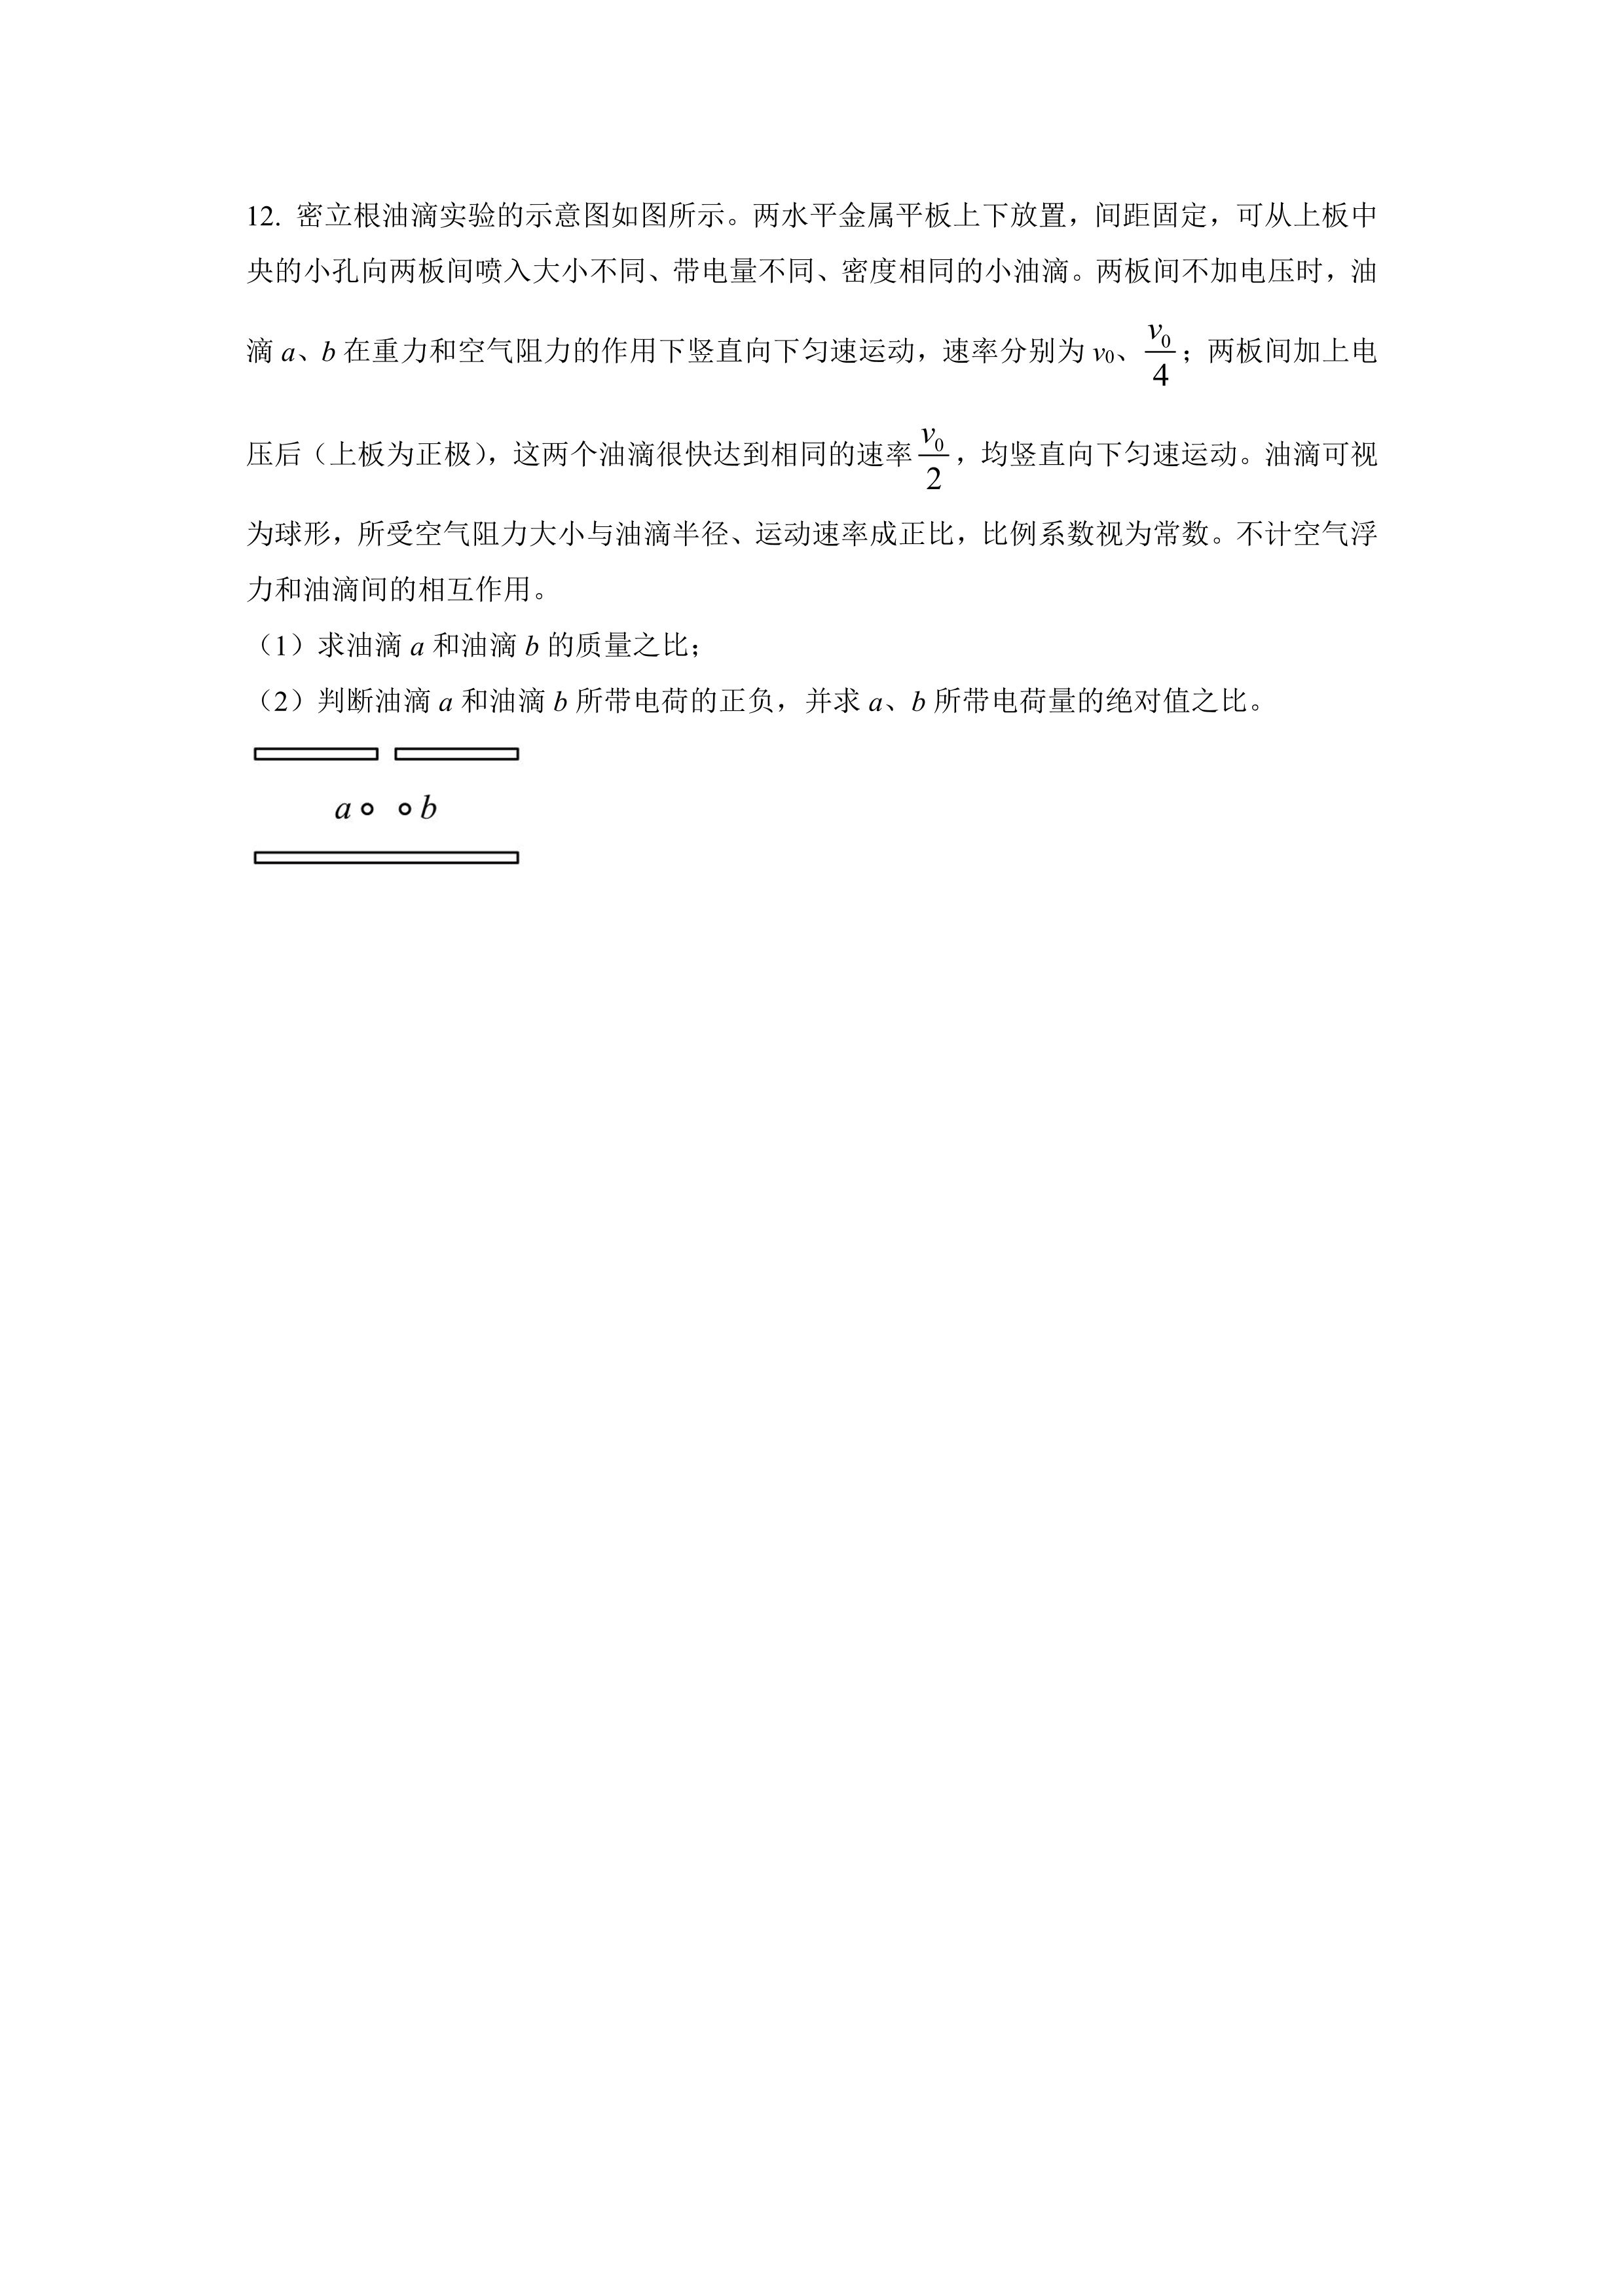 12. 密立根油滴实验的示意图如图所示。两水平金属平板上下放置，间距固定，可从上板中
央的小孔向两板间喷入大小不同、带电量不同、密度相同的小油滴。两板间不加电压时，油
滴 a、b 在重力和空气阻力的作用下竖直向下匀速运动，速率分别为 v₀、v₀/4；两板间加上电
压后（上板为正极），这两个油滴很快达到相同的速率 v₀/2，均竖直向下匀速运动。油滴可视
为球形，所受空气阻力大小与油滴半径、运动速率成正比，比例系数视为常数。不计空气浮
力和油滴间的相互作用。
（1）求油滴 a 和油滴 b 的质量之比；
（2）判断油滴 a 和油滴 b 所带电荷的正负，并求 a、b 所带电荷量的绝对值之比。
a b